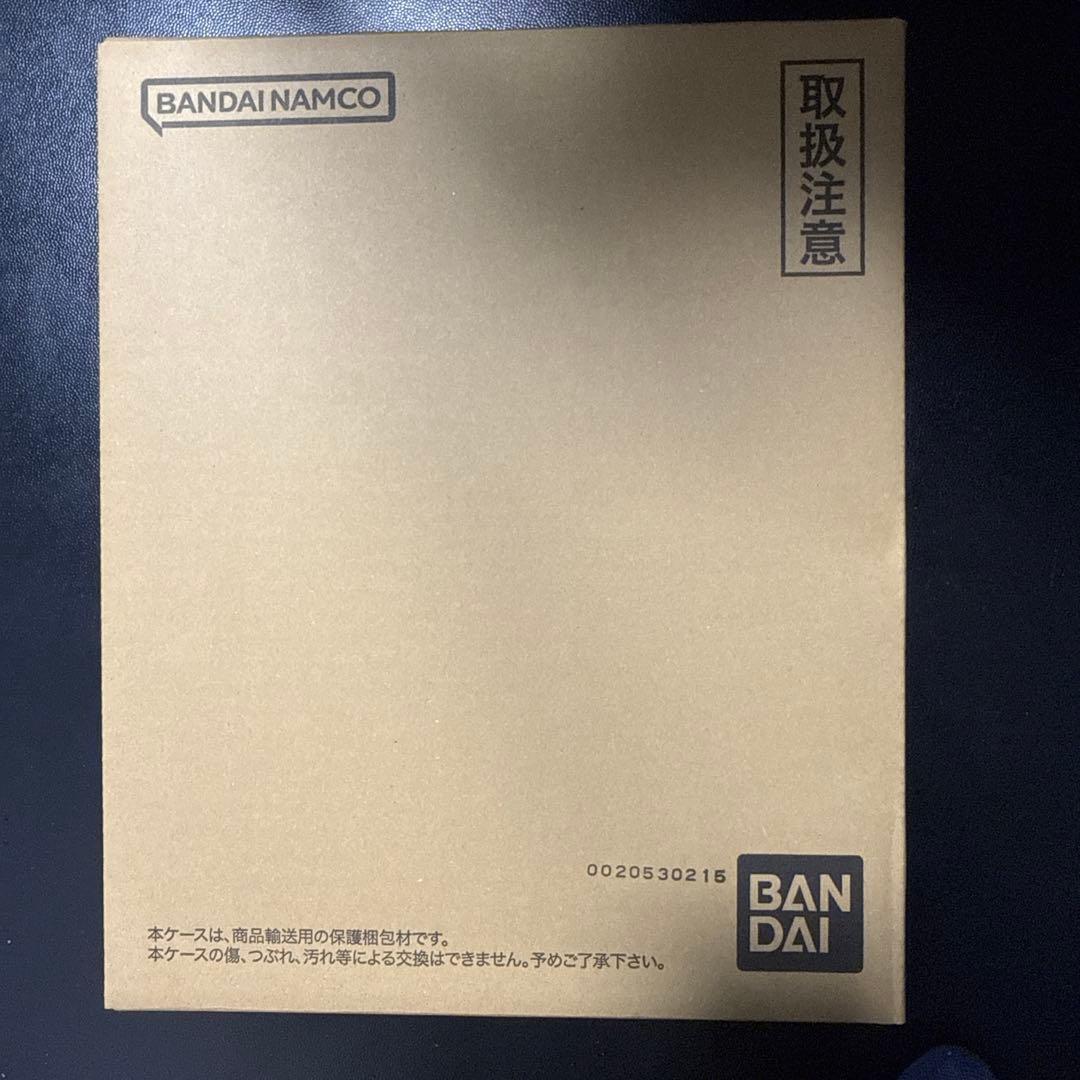 BANDAI NAMCO
取扱注意
0020530215
BAN
DAI
本ケースは、商品輸送用の保護梱包材です。
本ケースの傷、つぶれ、汚れ等による交換はできません。予めご了承下さい。